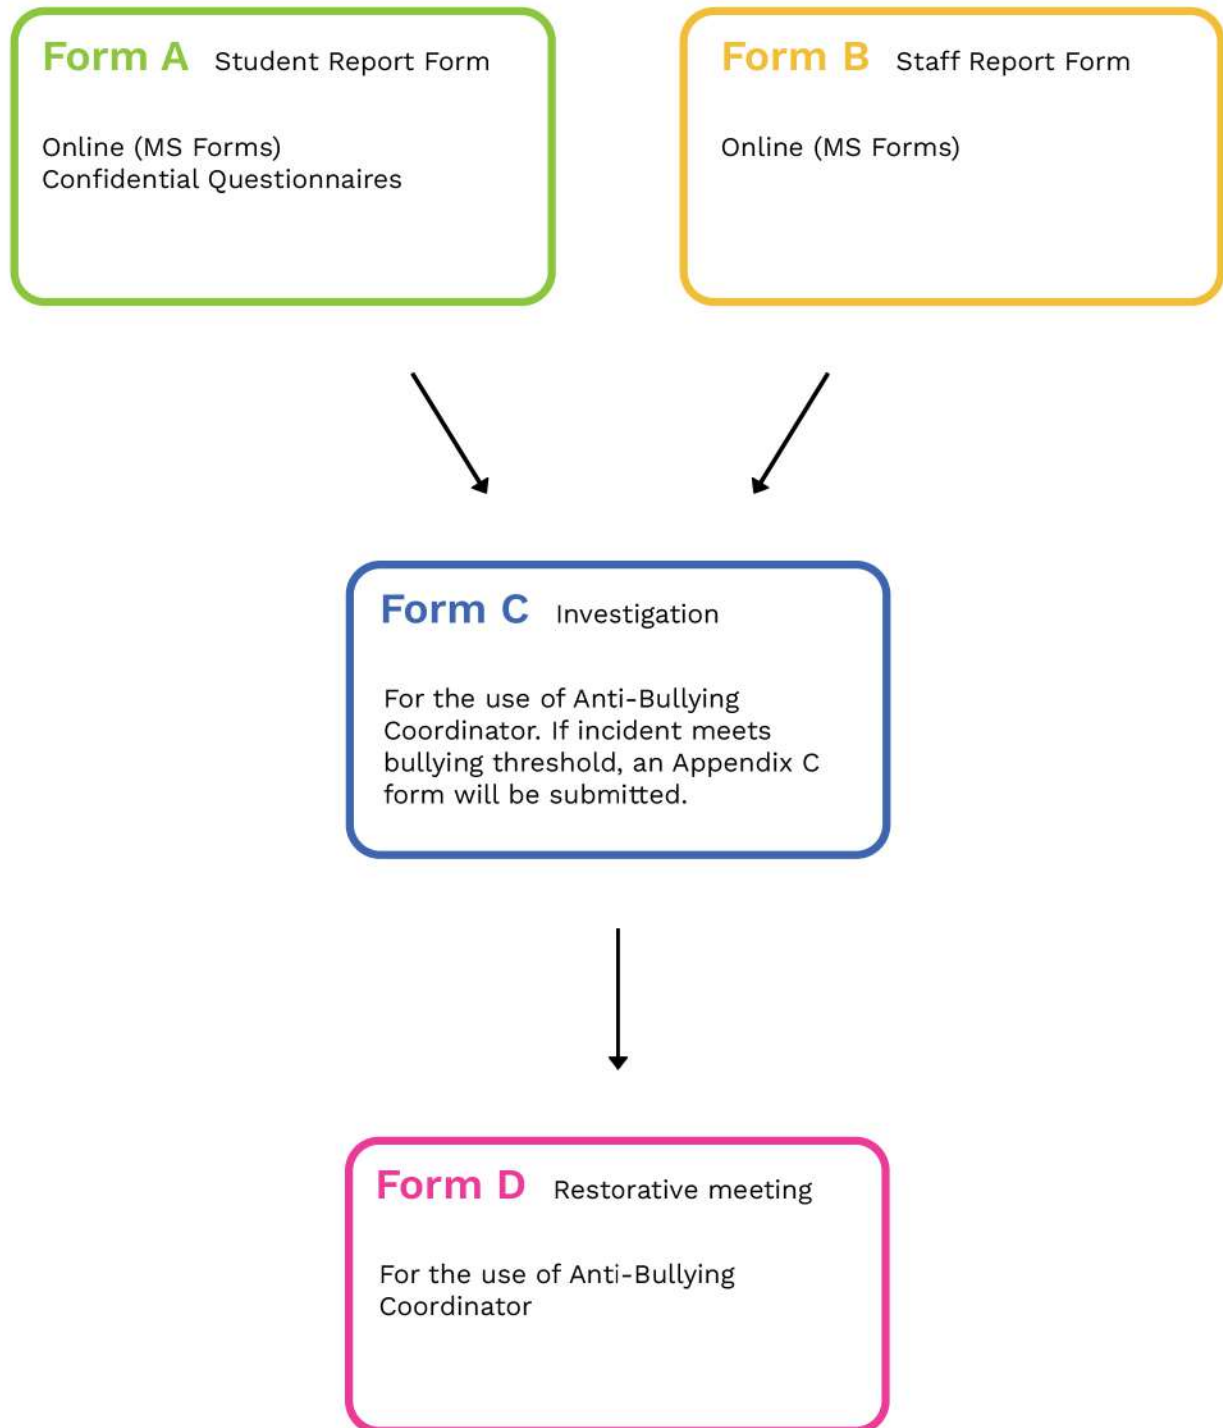 Form A Student Report Form
Online (MS Forms)
Confidential Questionnaires
Form B Staff Report Form
Online (MS Forms)
Form C Investigation
For the use of Anti-Bullying
Coordinator. If incident meets
bullying threshold, an Appendix C
form will be submitted.
Form D Restorative meeting
For the use of Anti-Bullying
Coordinator